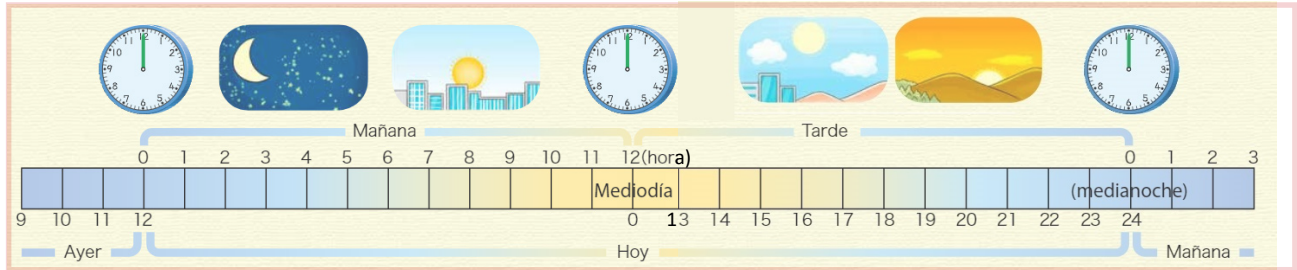 Mañana Tarde
0 1 2 3 4 5 6 7 8 9 10 11 12(hora) 0 1 2 3
Mediodía (medianoche)
9 10 11 12 0 13 14 15 16 17 18 19 20 21 22 23 24
Ayer Hoy Mañana